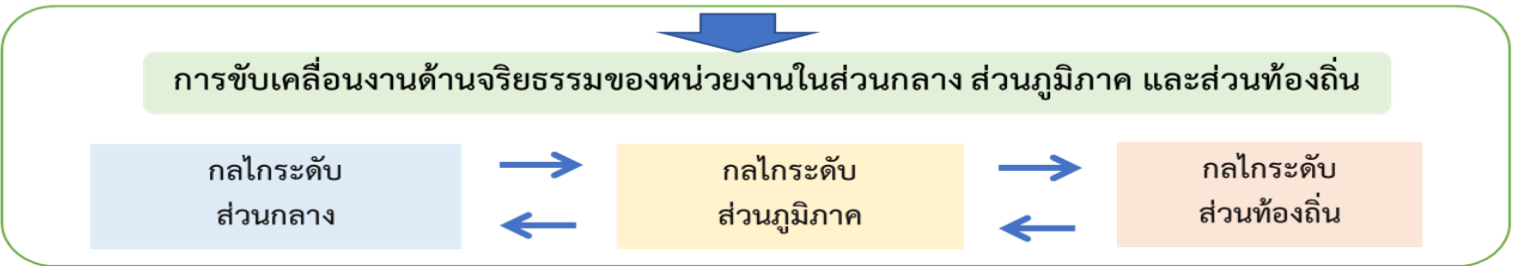 การขับเคลื่อนงานด้านจริยธรรมของหน่วยงานในส่วนกลาง ส่วนภูมิภาค และส่วนท้องถิ่น
กลไกระดับ
ส่วนกลาง
กลไกระดับ
ส่วนภูมิภาค
กลไกระดับ
ส่วนท้องถิ่น